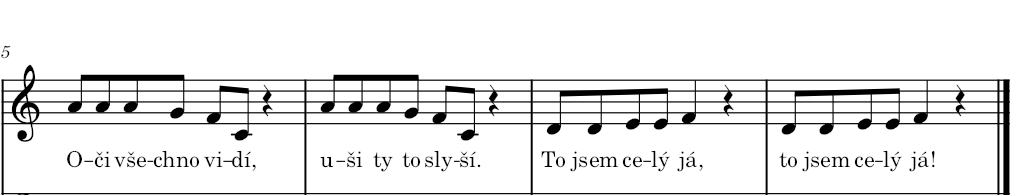 5
O–či vše–chno vi–dí, u–ši ty to sly–ší. To jsem ce–lý já, to jsem ce–lý já!